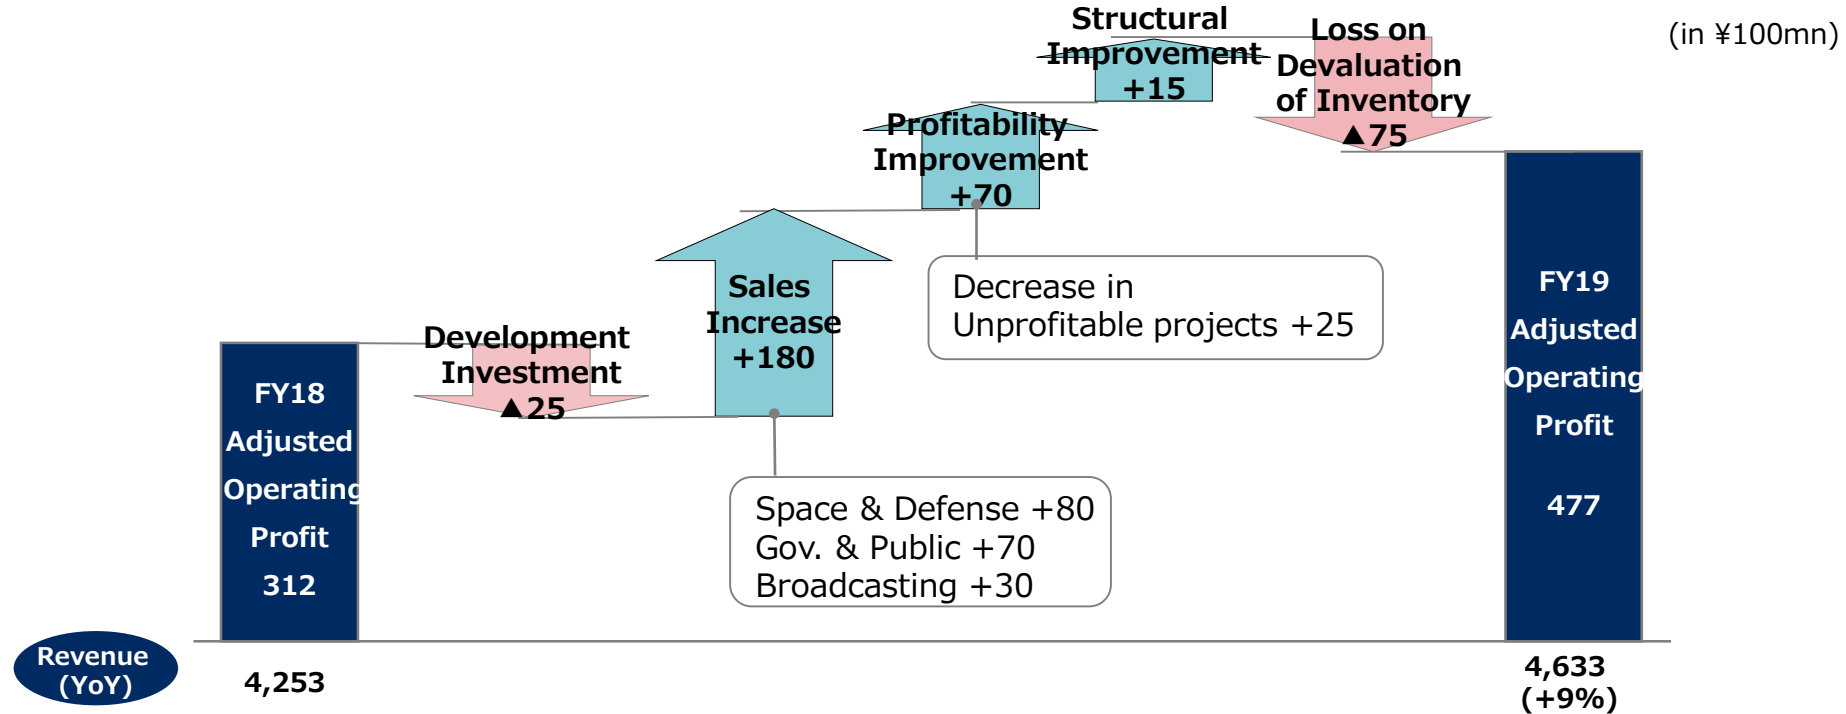 (in ¥100mn)
FY18
Adjusted
Operating
Profit
312
Development
Investment
▲25
Sales
Increase
+180
Space & Defense +80
Gov. & Public +70
Broadcasting +30
Profitability
Improvement
+70
Decrease in
Unprofitable projects +25
Structural
Improvement
+15
Loss on
Devaluation
of Inventory
▲75
FY19
Adjusted
Operating
Profit
477
Revenue
(YoY)
4,253
4,633
(+9%)